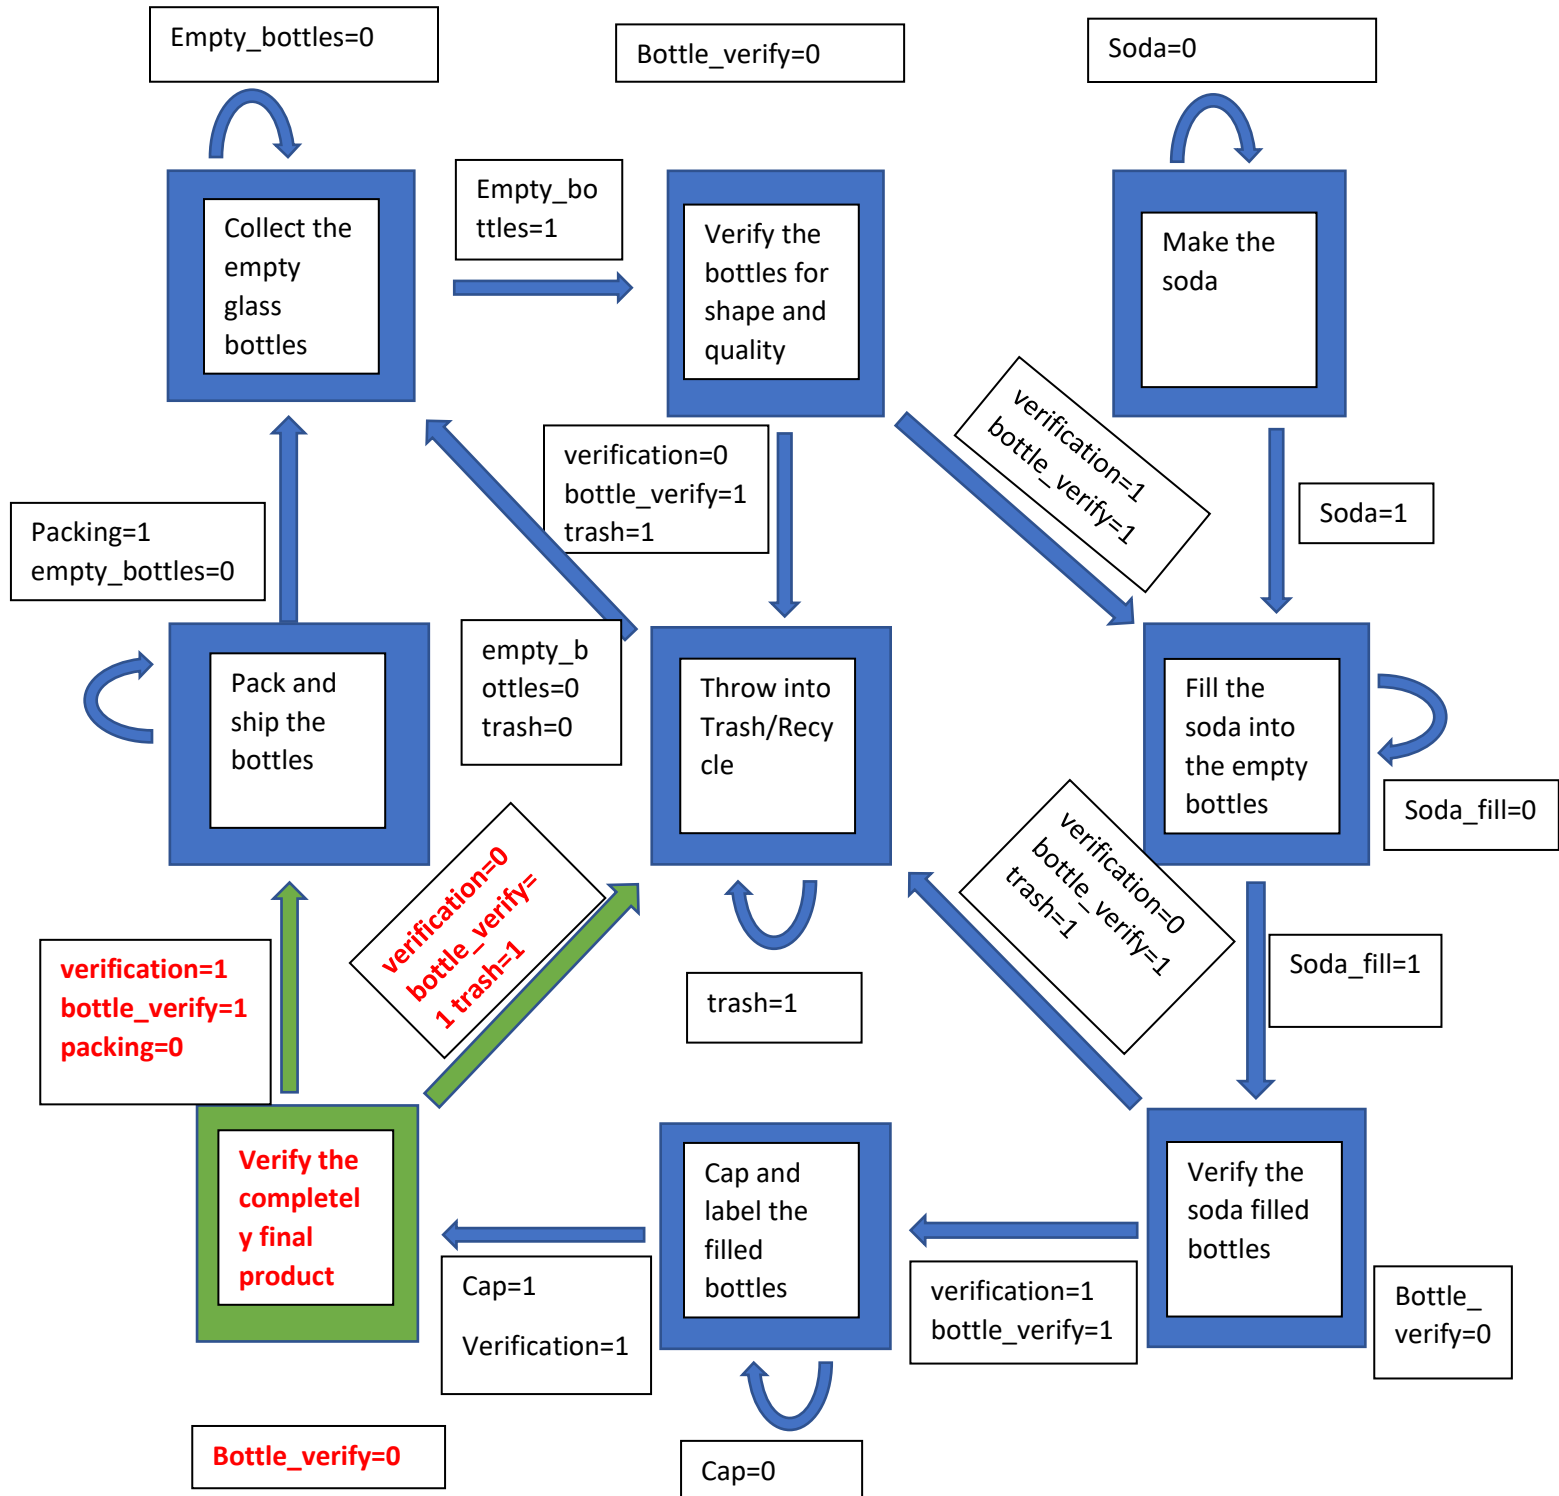 Empty_bottles=0
Bottle_verify=0
Soda=0
Collect the
empty
glass
bottles
Empty_bo
ttles=1
Verify the
bottles for
shape and
quality
Make the
soda
verification=1
bottle_verify=1
Soda=1
verification=0
bottle_verify=1
trash=1
Packing=1
empty_bottles=0
Pack and
ship the
bottles
empty_b
ottles=0
trash=0
Throw into
Trash/Recy
cle
Fill the
soda into
the empty
bottles
Soda_fill=0
verification=0
bottle_verify=
1 trash=1
verification=0
bottle_verify=1
trash=1
Soda_fill=1
verification=1
bottle_verify=1
packing=0
trash=1
Verify the
completel
y final
product
Cap=1
Verification=1
Cap and
label the
filled
bottles
verification=1
bottle_verify=1
Verify the
soda filled
bottles
Bottle_
verify=0
Bottle_verify=0
Cap=0